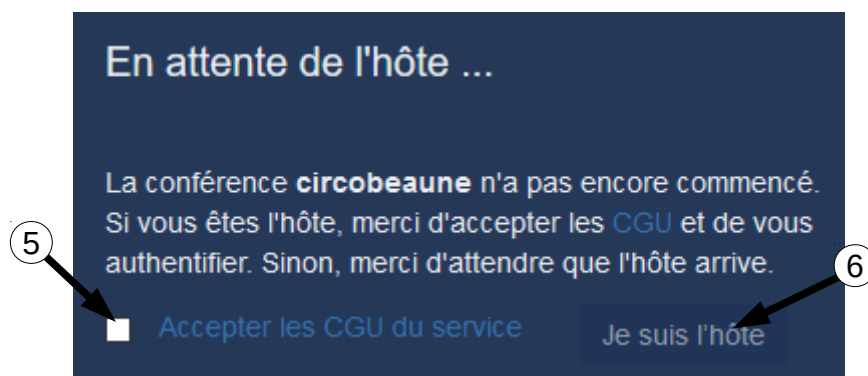 En attente de l'hôte ...
La conférence circobeaune n'a pas encore commencé.
Si vous êtes l'hôte, merci d'accepter les CGU et de vous
authentifier. Sinon, merci d'attendre que l'hôte arrive.
5
6
Accepter les CGU du service
Je suis l'hôte